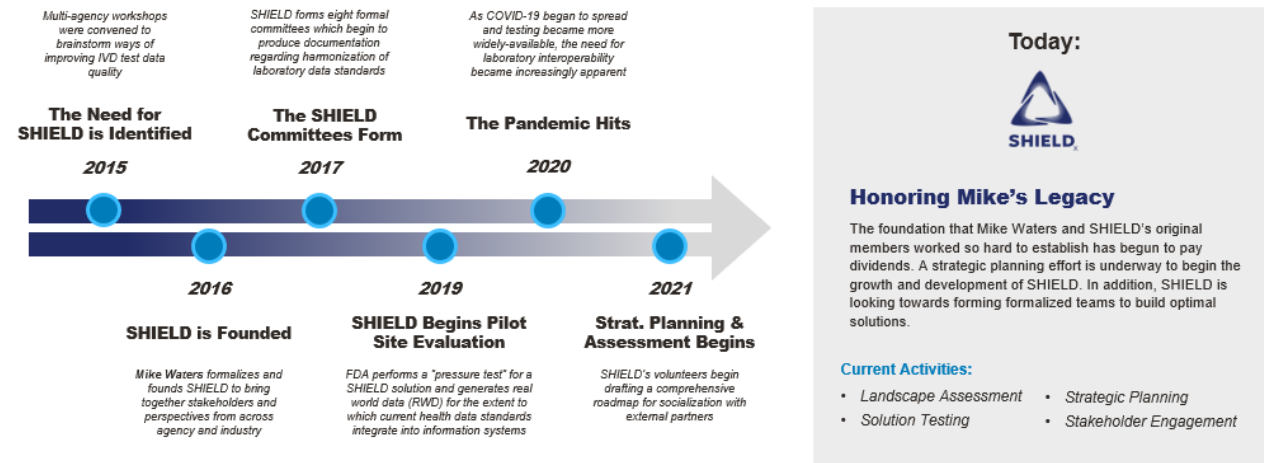 Multi-agency workshops
were convened to
brainstorm ways of
improving IVD test data
quality
The Need for
SHIELD is Identified
2015
SHIELD forms eight formal
committees which begin to
produce documentation
regarding harmonization of
laboratory data standards
The SHIELD
Committees Form
2017
As COVID-19 began to spread
and testing became more
widely-available, the need for
laboratory interoperability
became increasingly apparent
The Pandemic Hits
2020
2016
SHIELD is Founded
Mike Waters formalizes and
founds SHIELD to bring
together stakeholders and
perspectives from across
agency and industry
2019
SHIELD Begins Pilot
Site Evaluation
FDA performs a "pressure test" for a
SHIELD solution and generates real
world data (RWD) for the extent to
which current health data standards
integrate into information systems
2021
Strat. Planning &
Assessment Begins
SHIELD's volunteers begin
drafting a comprehensive
roadmap for socialization with
external partners
Today:
SHIELD
Honoring Mike's Legacy
The foundation that Mike Waters and SHIELD's original
members worked so hard to establish has begun to pay
dividends. A strategic planning effort is underway to begin the
growth and development of SHIELD. In addition, SHIELD is
looking towards forming formalized teams to build optimal
solutions.
Current Activities:
• Landscape Assessment
• Solution Testing
• Strategic Planning
• Stakeholder Engagement